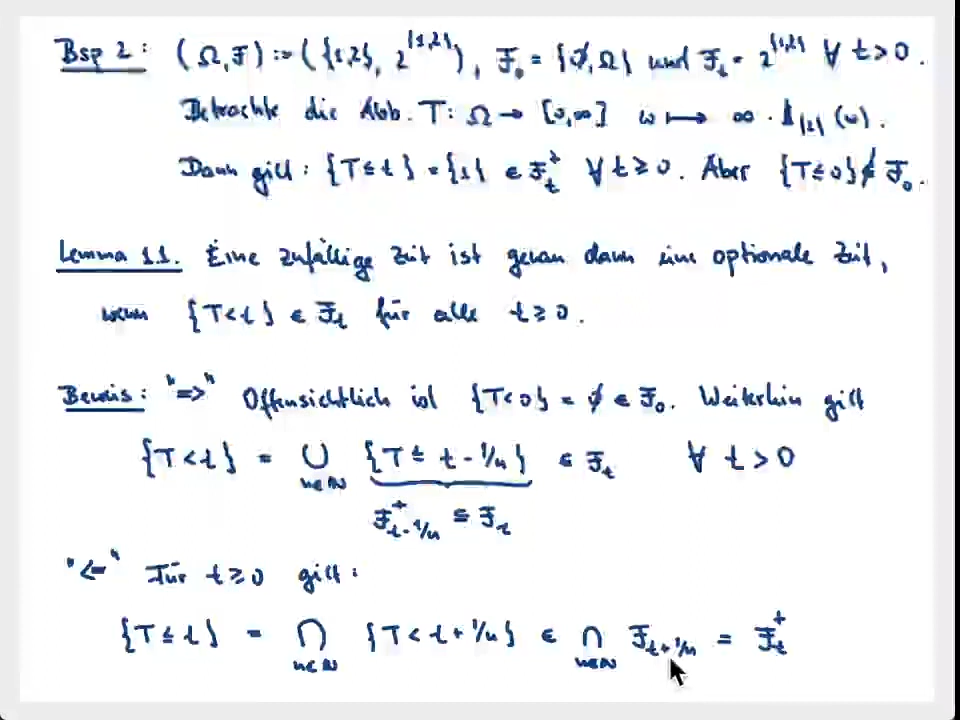 Bsp 2: (Ω, F) := ({1,2}, 2^{{1,2}}), F_0 = {∅, Ω} und F_t = 2^{{1,2}} ∀ t > 0.
Betrachte die Abb. T: Ω → [0,∞] ω ↦ ∞ · 1_{{2}}(ω).
Dann gilt: {T ≤ t} = {1} ∈ F_t^+ ∀ t ≥ 0. Aber {T ≤ 0} ∉ F_0.
Lemma 11. Eine zufällige Zeit ist genau dann eine optionale Zeit,
wenn {T < t} ∈ F_t für alle t ≥ 0.
Beweis: "=>" Offensichtlich ist {T < 0} = ∅ ∈ F_0. Weiterhin gilt
{T < t} = ⋃_{n∈ℕ} {T ≤ t - 1/n} ∈ F_t ∀ t > 0
F_{t-1/n}^+ ⊆ F_t
"<=" Für t ≥ 0 gilt:
{T ≤ t} = ⋂_{n∈ℕ} {T < t + 1/n} ∈ ⋂_{n∈ℕ} F_{t+1/n} = F_t^+